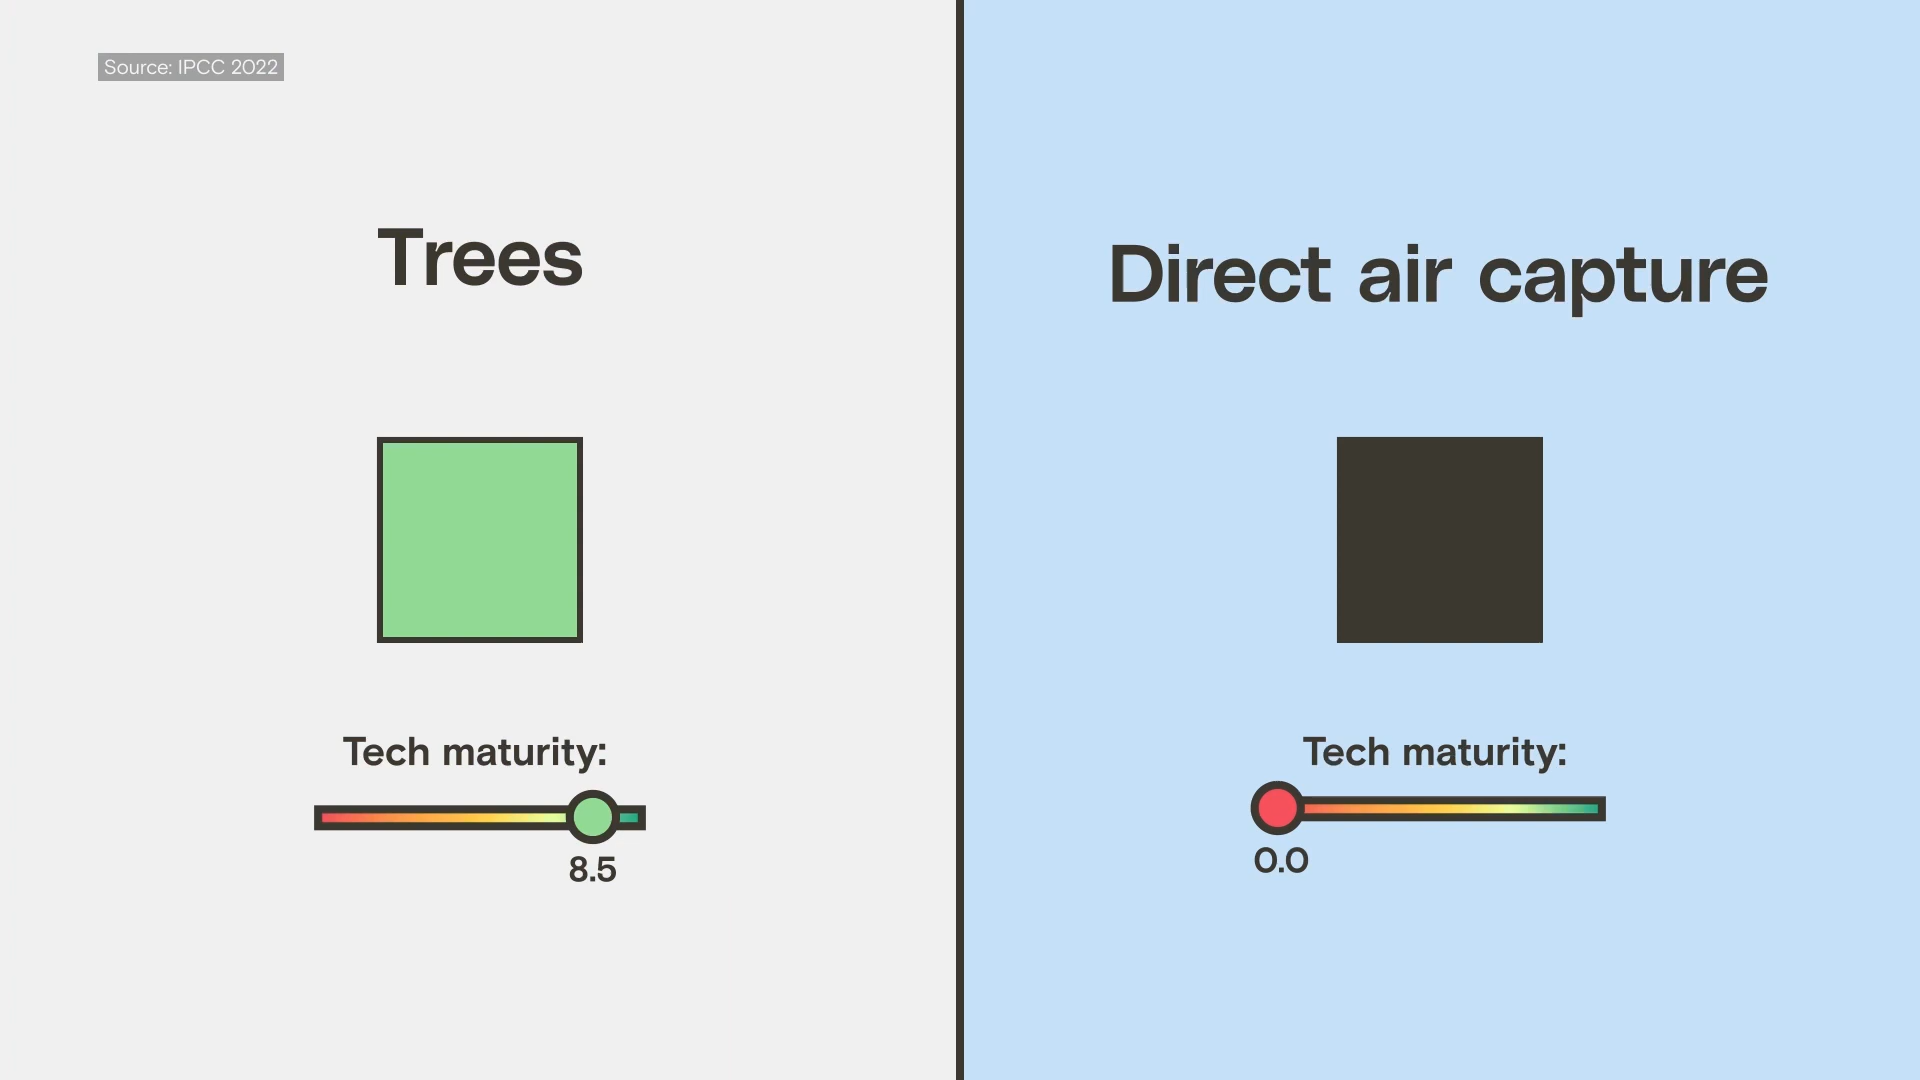 Source: IPCC 2022
Trees
Tech maturity:
8.5
Direct air capture
Tech maturity:
0.0